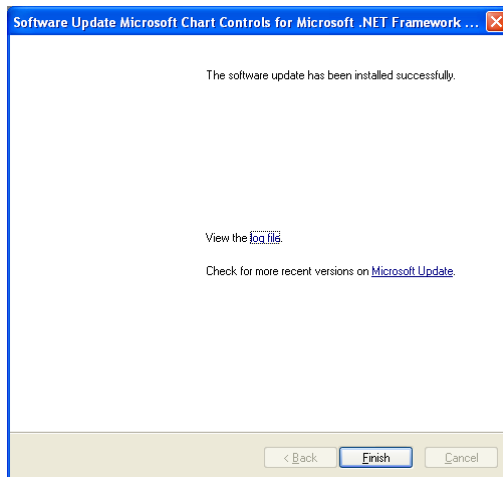 Software Update Microsoft Chart Controls for Microsoft .NET Framework ...
The software update has been installed successfully.
View the log file.
Check for more recent versions on Microsoft Update.
< Back Finish Cancel